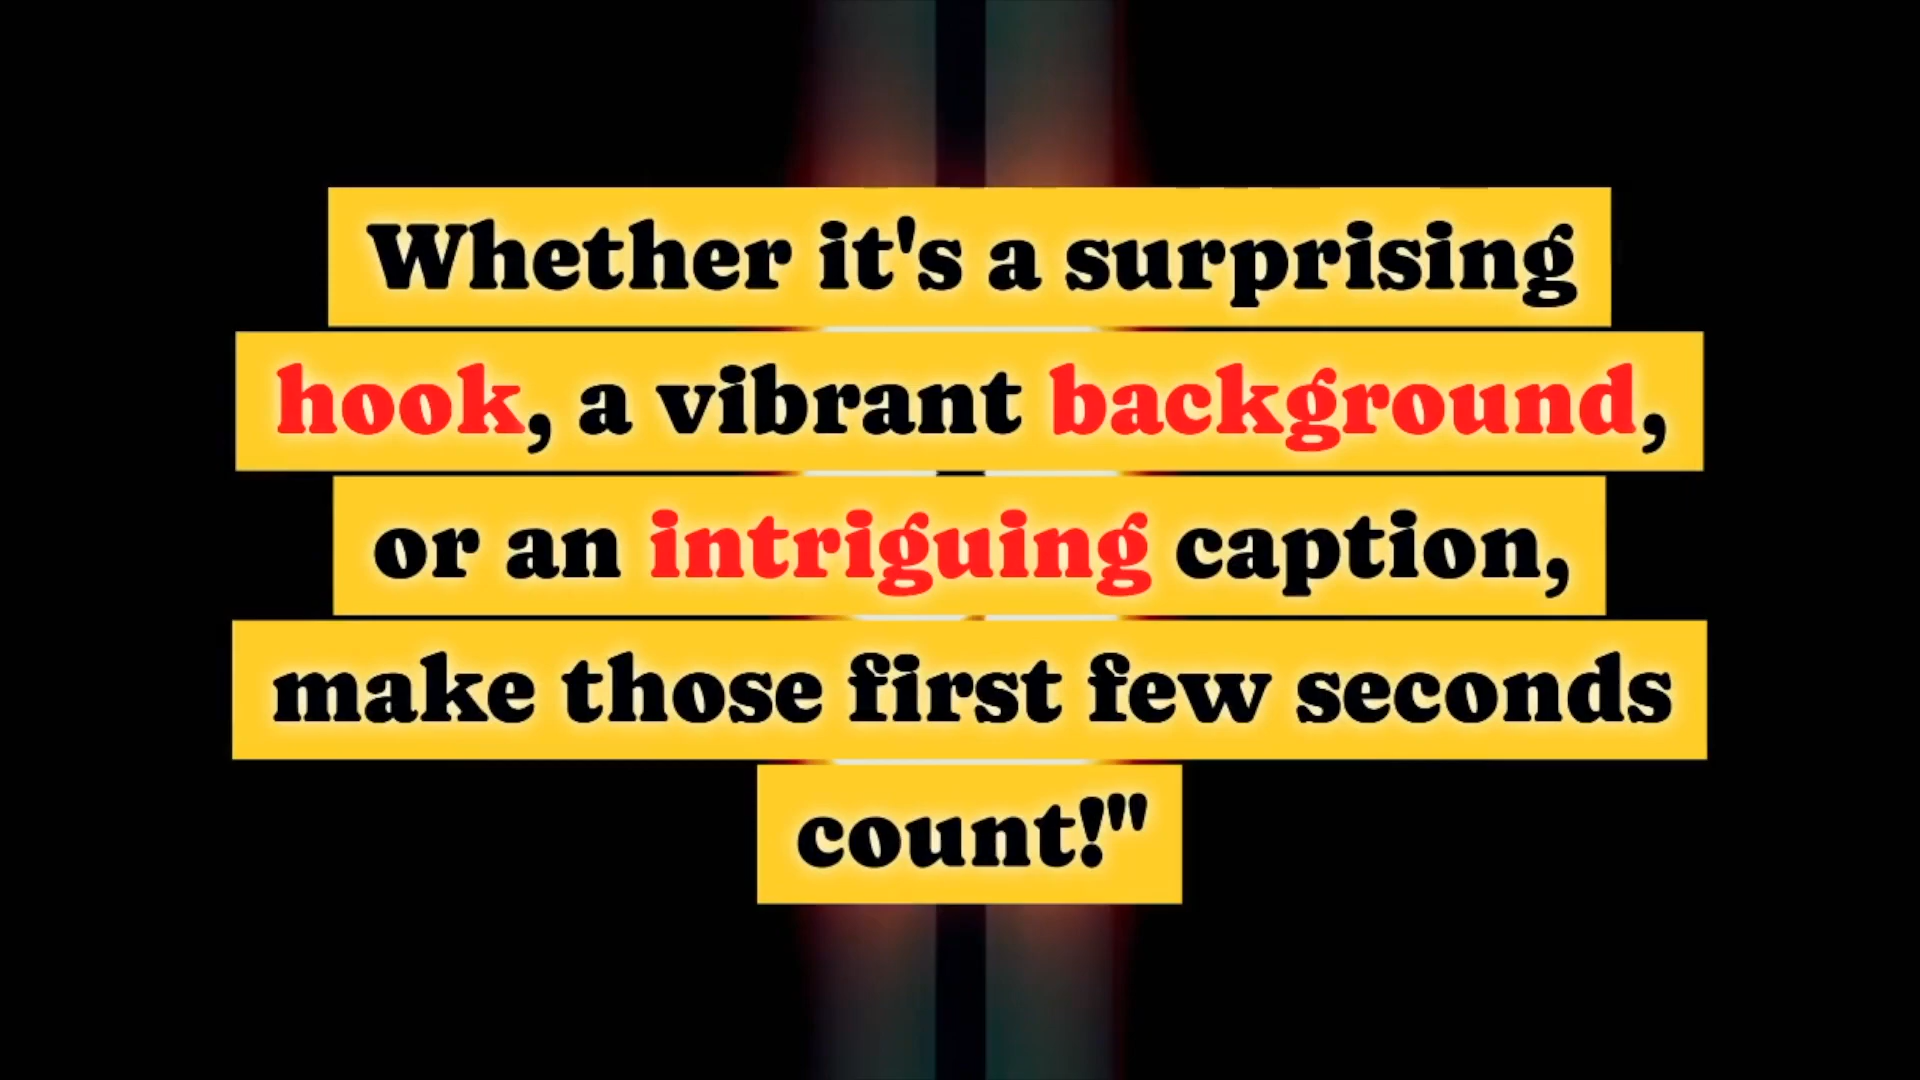 Whether it's a surprising
hook, a vibrant background,
or an intriguing caption,
make those first few seconds
count!"